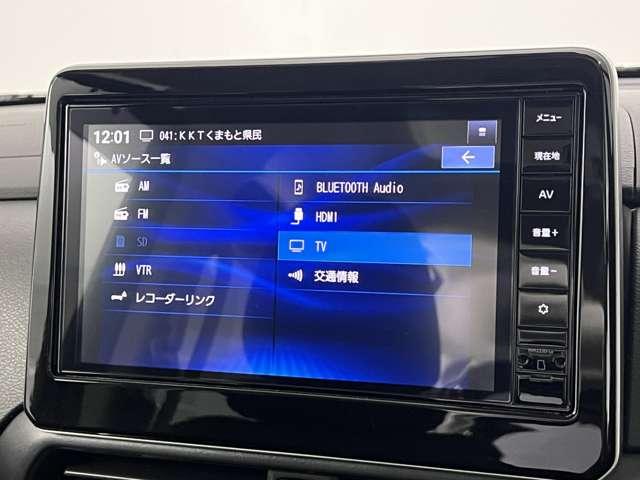 12:01 041:KKTくまもと県民
AVソース一覧
AM
FM
SD
VTR
レコーダーリンク
BLUETOOTH Audio
HDMI
TV
交通情報
メニュー
現在地
AV
音量+
音量−